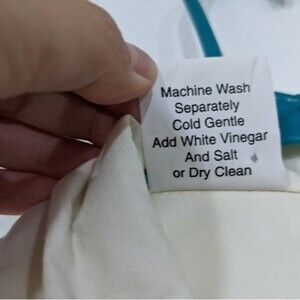 Machine Wash
Separately
Cold Gentle
Add White Vinegar
And Salt
or Dry Clean